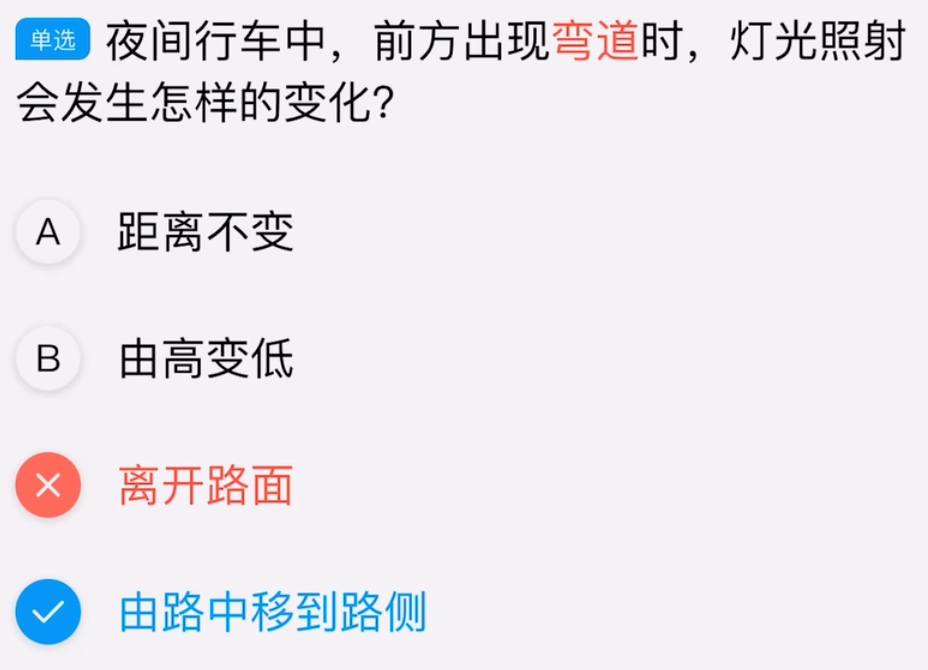 单选 夜间行车中，前方出现弯道时，灯光照射
会发生怎样的变化？
A 距离不变
B 由高变低
离开路面
由路中移到路侧